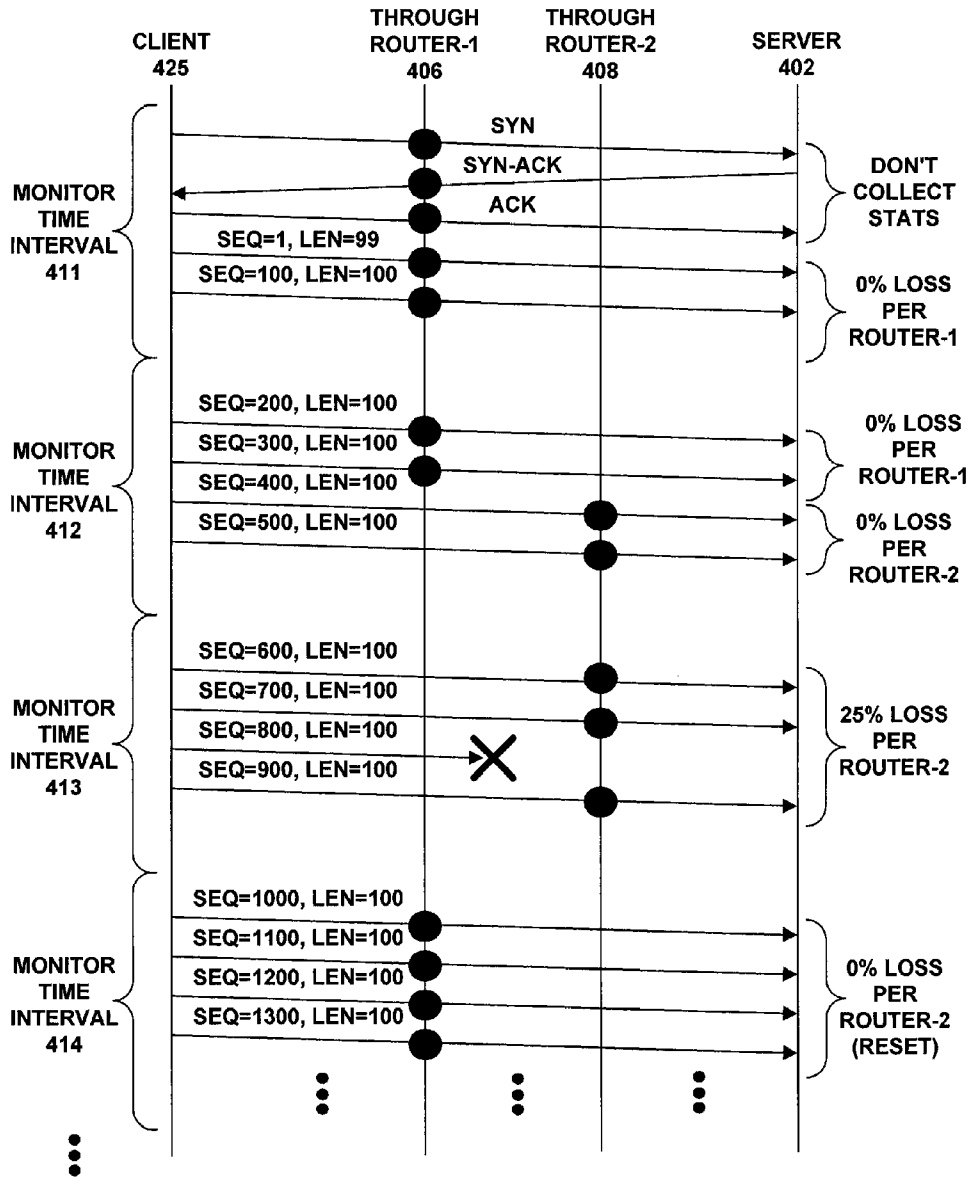 CLIENT
425
THROUGH
ROUTER-1
406
THROUGH
ROUTER-2
408
SERVER
402
MONITOR
TIME
INTERVAL
411
SYN
SYN-ACK
ACK
SEQ=1, LEN=99
SEQ=100, LEN=100
DON'T
COLLECT
STATS
0% LOSS
PER
ROUTER-1
MONITOR
TIME
INTERVAL
412
SEQ=200, LEN=100
SEQ=300, LEN=100
SEQ=400, LEN=100
SEQ=500, LEN=100
0% LOSS
PER
ROUTER-1
0% LOSS
PER
ROUTER-2
MONITOR
TIME
INTERVAL
413
SEQ=600, LEN=100
SEQ=700, LEN=100
SEQ=800, LEN=100
SEQ=900, LEN=100
25% LOSS
PER
ROUTER-2
MONITOR
TIME
INTERVAL
414
SEQ=1000, LEN=100
SEQ=1100, LEN=100
SEQ=1200, LEN=100
SEQ=1300, LEN=100
0% LOSS
PER
ROUTER-2
(RESET)